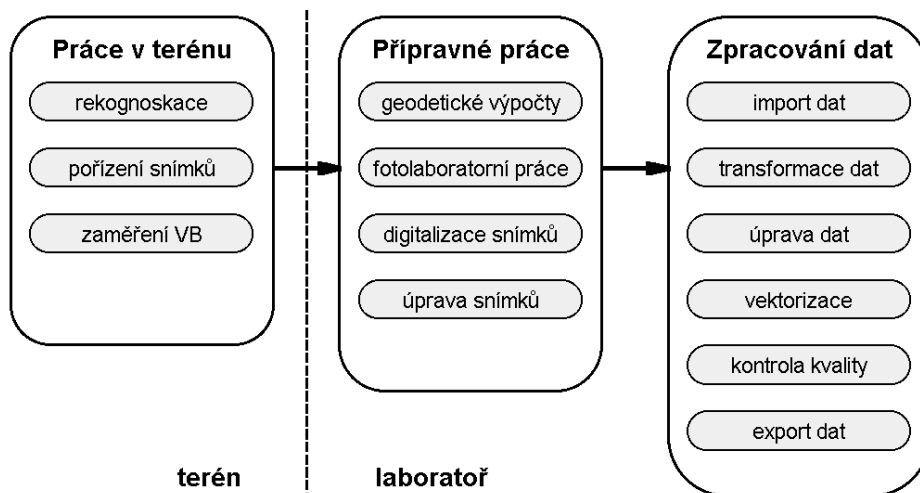 Práce v terénu
rekognoskace
pořízení snímků
zaměření VB
Přípravné práce
geodetické výpočty
fotolaboratorní práce
digitalizace snímků
úprava snímků
Zpracování dat
import dat
transformace dat
úprava dat
vektorizace
kontrola kvality
export dat
terén
laboratoř